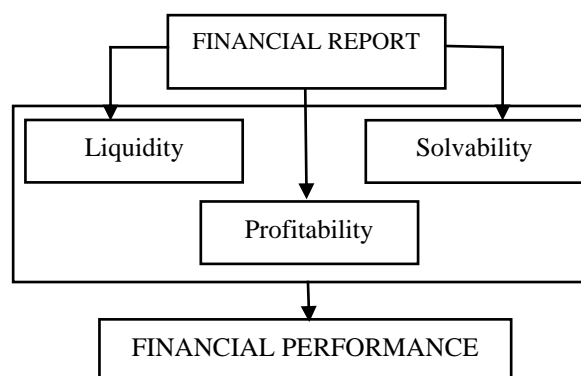 FINANCIAL REPORT
Liquidity
Solvability
Profitability
FINANCIAL PERFORMANCE